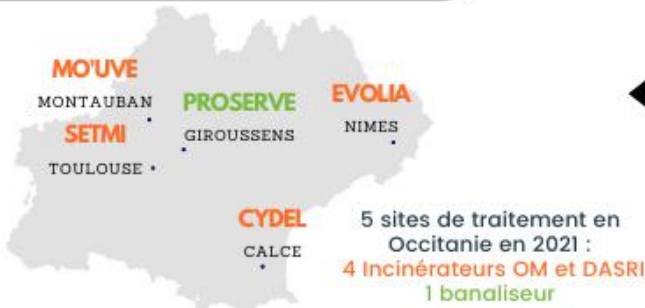 MO'UVE
MONTAUBAN
PROSERVE
GIROUSSENS
EVOLIA
NIMES
SETMI
TOULOUSE
CYDEL
CALCE
5 sites de traitement en
Occitanie en 2021 :
4 Incinérateurs OM et DASRI
1 banaliseur